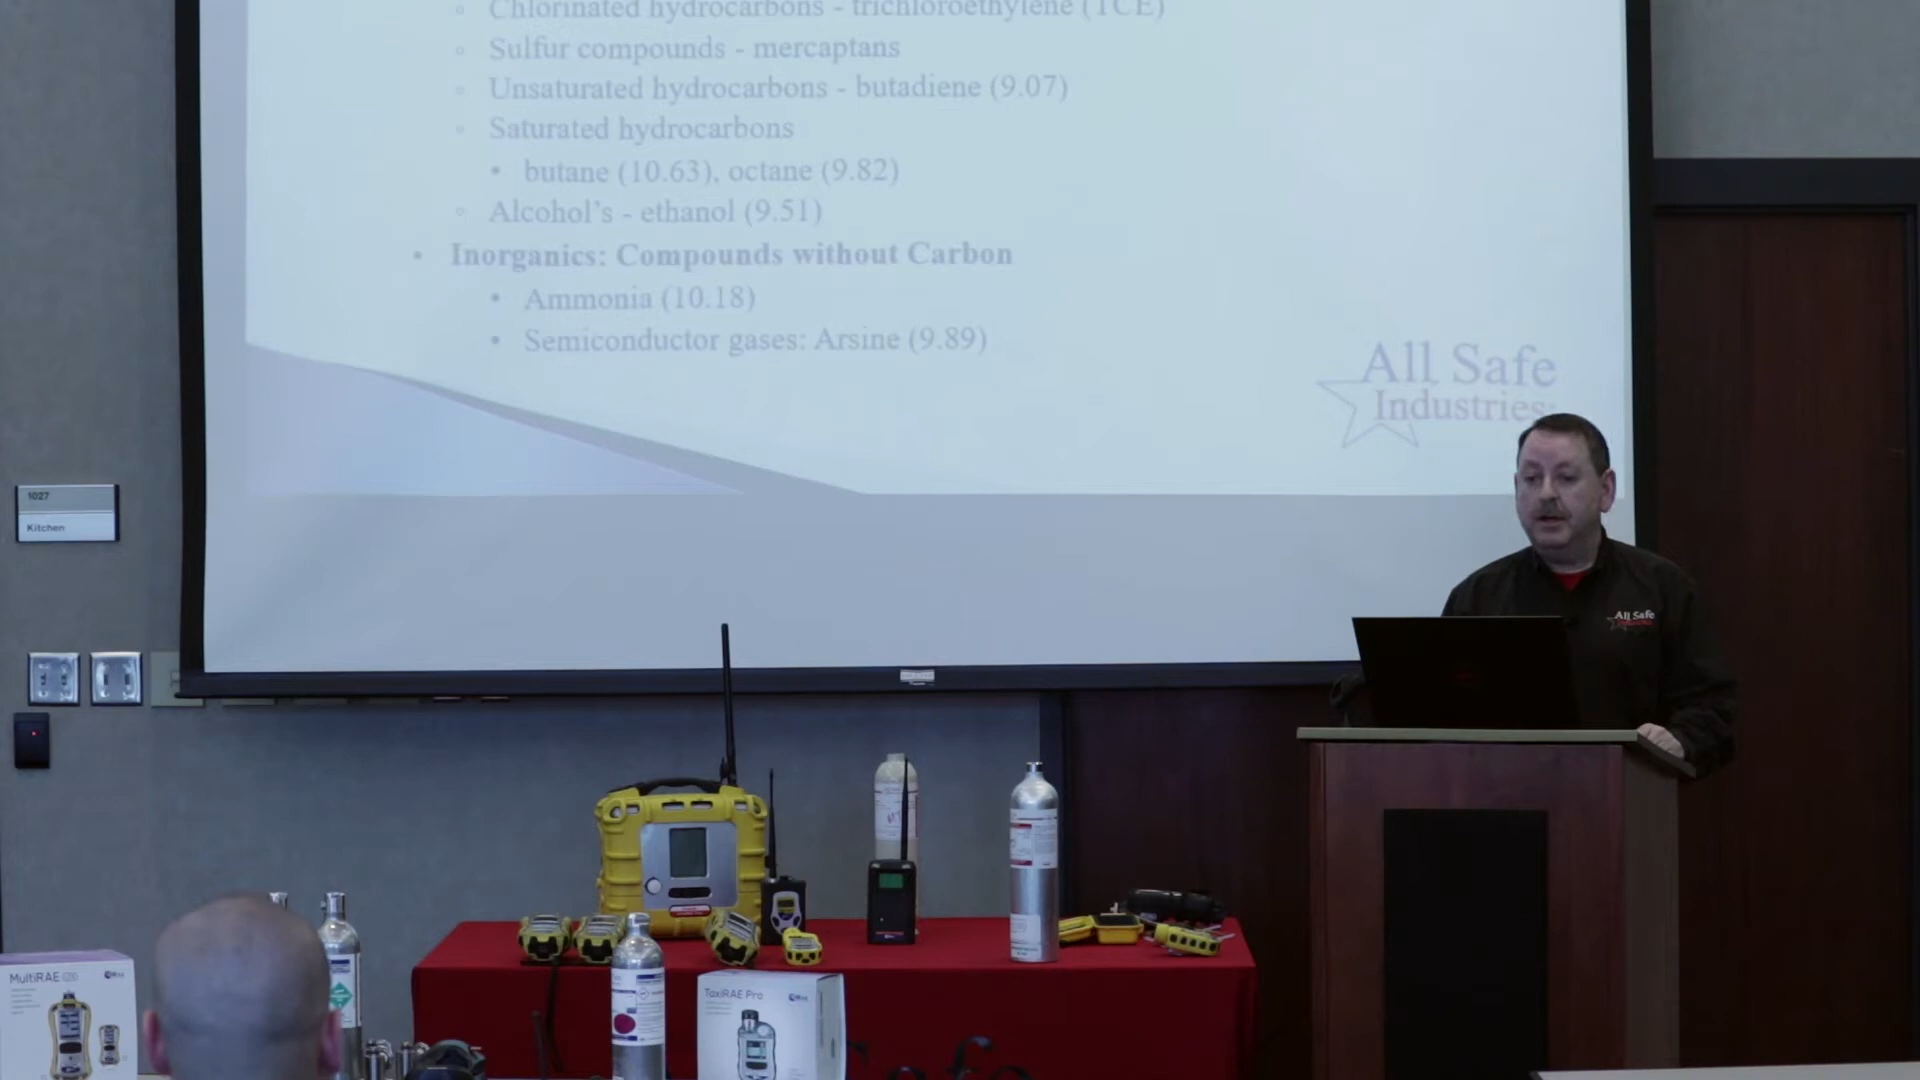 Chlorinated hydrocarbons - trichloroethylene (TCE)
Sulfur compounds - mercaptans
Unsaturated hydrocarbons - butadiene (9.07)
Saturated hydrocarbons
butane (10.63), octane (9.82)
Alcohol's - ethanol (9.51)
Inorganics: Compounds without Carbon
Ammonia (10.18)
Semiconductor gases: Arsine (9.89)
All Safe
Industries
1027
Kitchen
All Safe
Industries
MultiRAE
ToxiRAE Pro